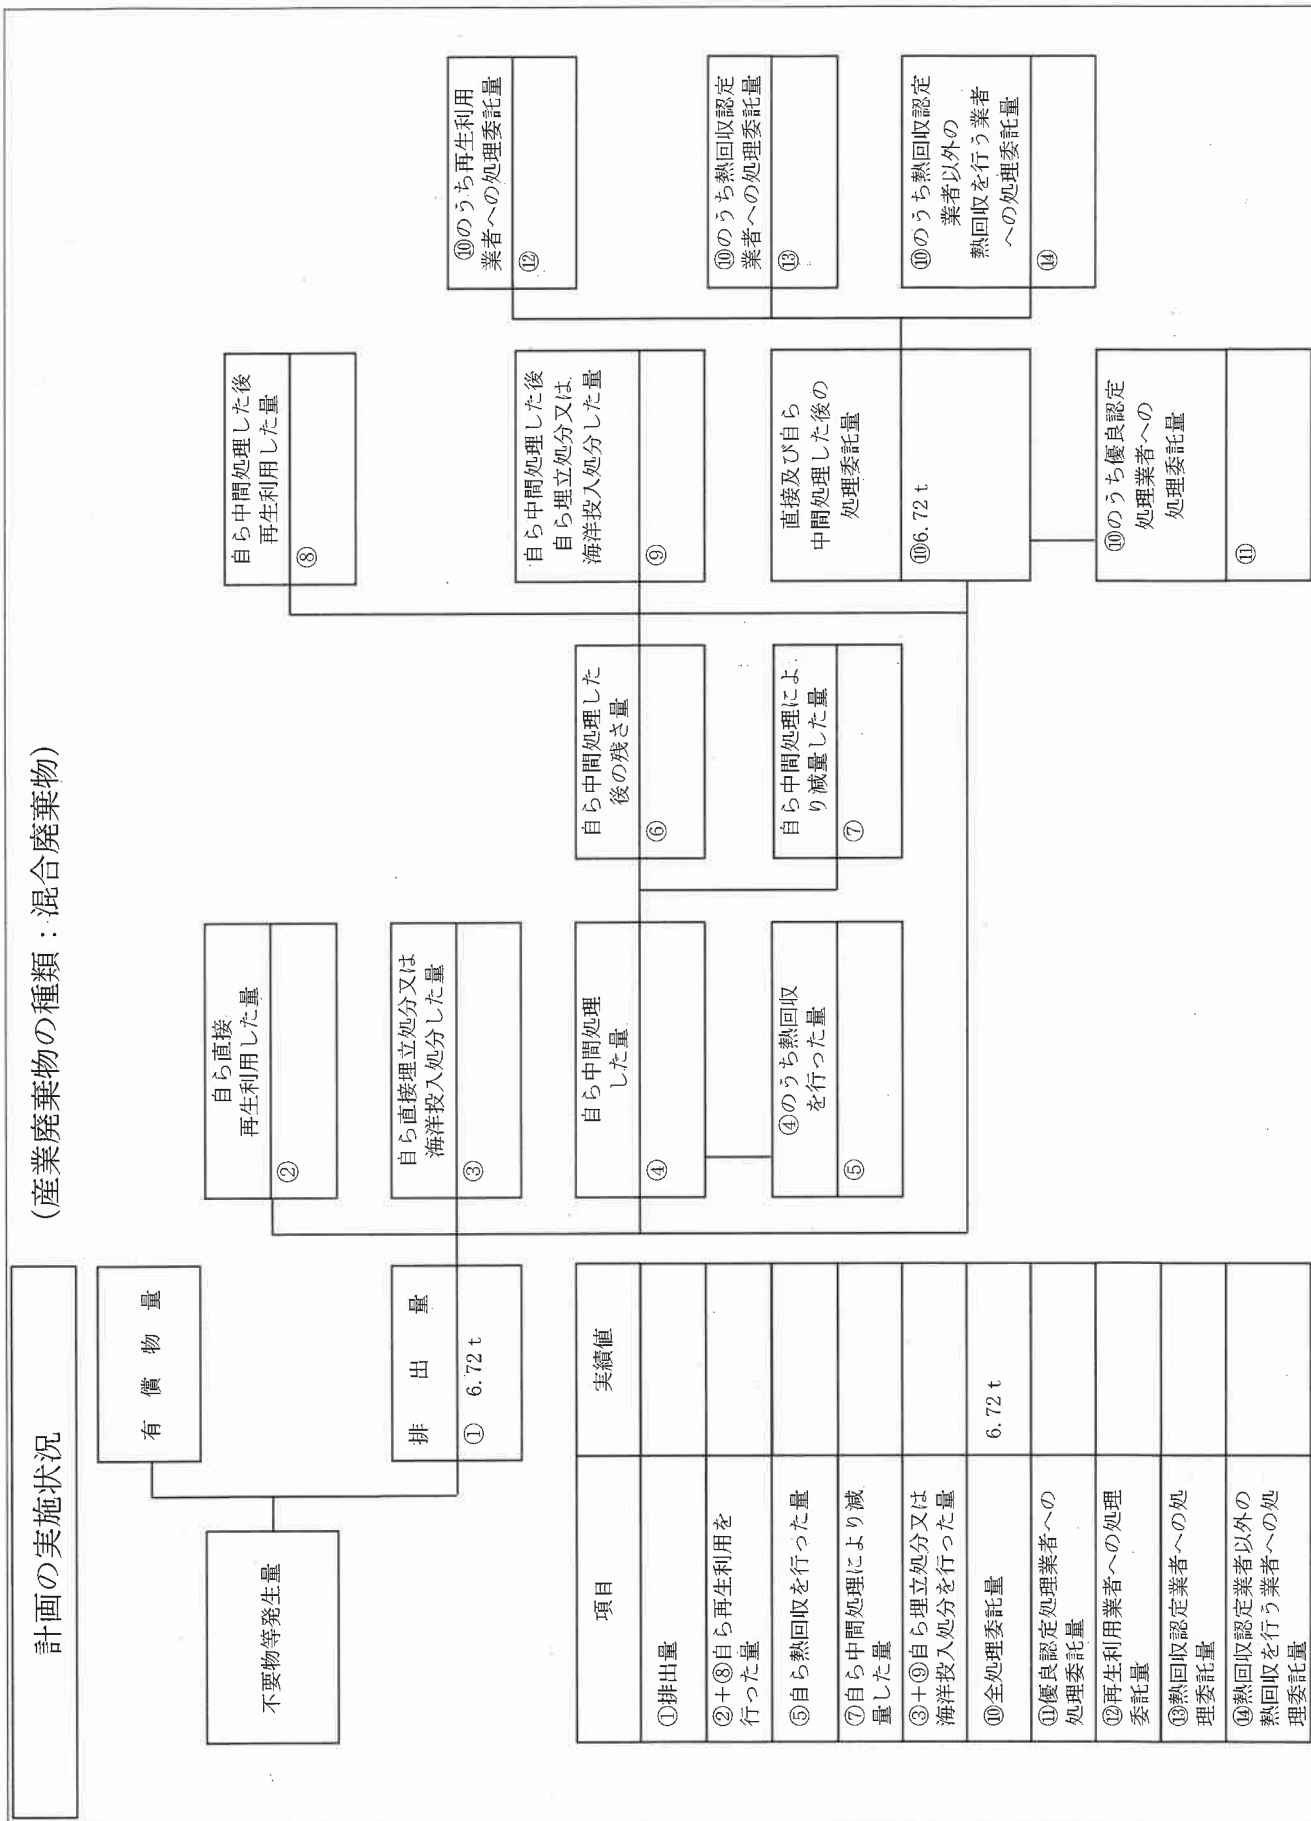 計画の実施状況
(産業廃棄物の種類：混合廃棄物)
不要物等発生量
有償物量
排出量
① 6.72ｔ
自ら直接
再生利用した量
②
自ら直接埋立処分又は
海洋投入処分した量
③
自ら中間処理
した量
④
④のうち熱回収
を行った量
⑤
自ら中間処理した
後の残さ量
⑥
自ら中間処理によ
り減量した量
⑦
自ら中間処理した後
再生利用した量
⑧
自ら中間処理した後
自ら埋立処分又は
海洋投入処分した量
⑨
直接及び自ら
中間処理した後の
処理委託量
⑩6.72ｔ
⑩のうち優良認定
処理業者への
処理委託量
⑪
⑩のうち再生利用
業者への処理委託量
⑫
⑩のうち熱回収認定
業者への処理委託量
⑬
⑩のうち熱回収認定
業者以外の
熱回収を行う業者
への処理委託量
⑭
項目 実績値
①排出量
②+⑧自ら再生利用を
行った量
⑤自ら熱回収を行った量
⑦自ら中間処理により減
量した量
③+⑨自ら埋立処分又は
海洋投入処分を行った量
⑩全処理委託量 6.72ｔ
⑪優良認定処理業者への
処理委託量
⑫再生利用業者への処理
委託量
⑬熱回収認定業者への処
理委託量
⑭熱回収認定業者以外の
熱回収を行う業者への処
理委託量